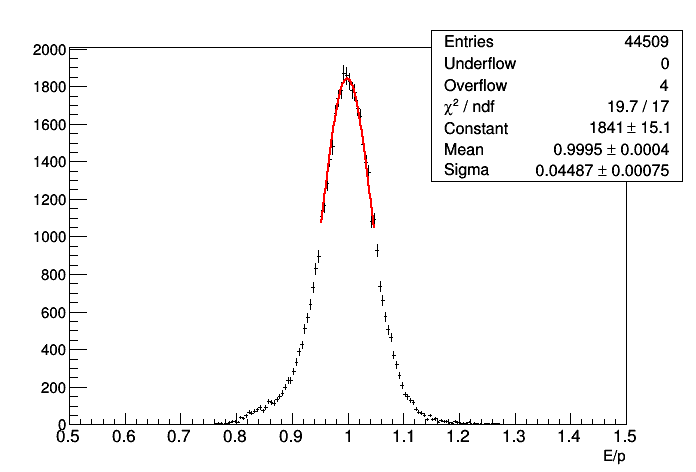 Entries 44509
Underflow 0
Overflow 4
χ² / ndf 19.7 / 17
Constant 1841 ± 15.1
Mean 0.9995 ± 0.0004
Sigma 0.04487 ± 0.00075
2000
1800
1600
1400
1200
1000
800
600
400
200
0
0.5 0.6 0.7 0.8 0.9 1 1.1 1.2 1.3 1.4 1.5
E/p